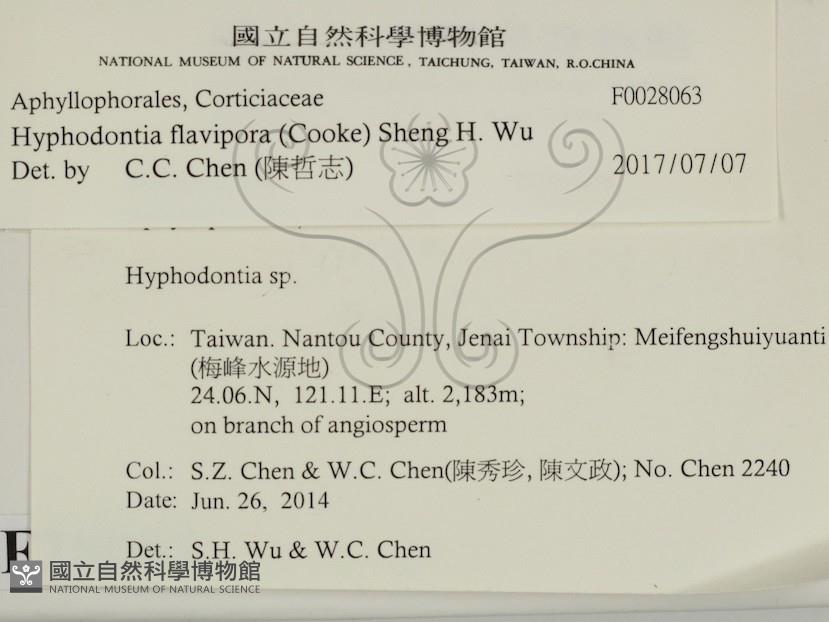 國立自然科學博物館
NATIONAL MUSEUM OF NATURAL SCIENCE, TAICHUNG, TAIWAN, R.O.CHINA
Aphyllophorales, Corticiaceae F0028063
Hyphodontia flavipora (Cooke) Sheng H. Wu
Det. by C.C. Chen (陳哲志) 2017/07/07
Hyphodontia sp.
Loc.: Taiwan. Nantou County, Jenai Township: Meifengshuiyuanti
(梅峰水源地)
24.06.N, 121.11.E; alt. 2,183m;
on branch of angiosperm
Col.: S.Z. Chen & W.C. Chen(陳秀珍, 陳文政); No. Chen 2240
Date: Jun. 26, 2014
Det.: S.H. Wu & W.C. Chen
國立自然科學博物館
NATIONAL MUSEUM OF NATURAL SCIENCE